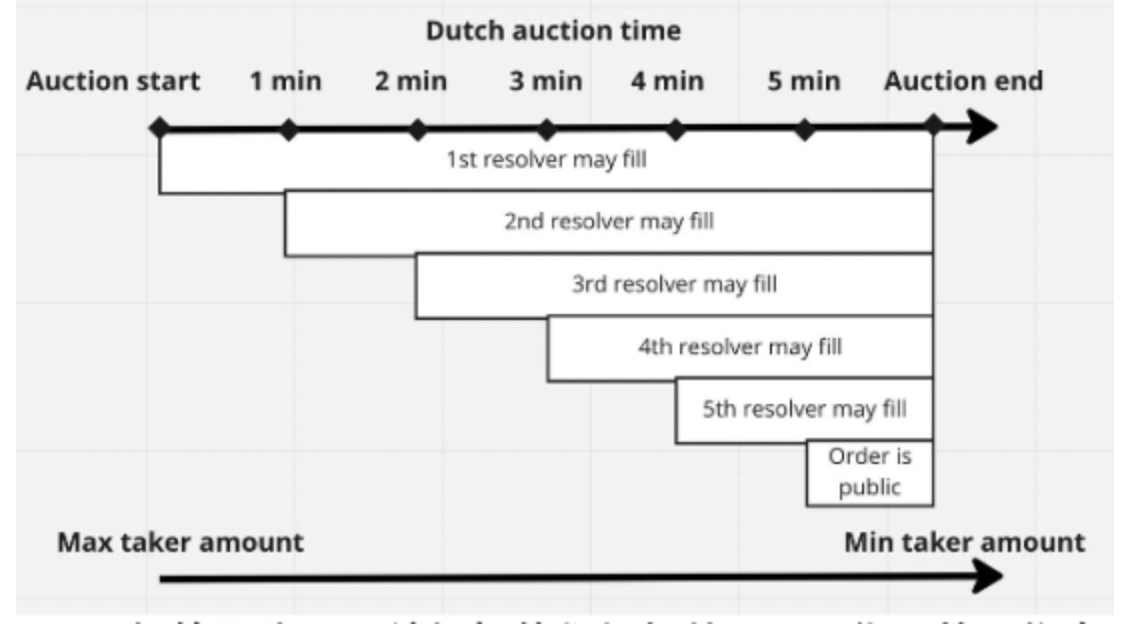 Dutch auction time
Auction start 1 min 2 min 3 min 4 min 5 min Auction end
1st resolver may fill
2nd resolver may fill
3rd resolver may fill
4th resolver may fill
5th resolver may fill
Order is
public
Max taker amount Min taker amount